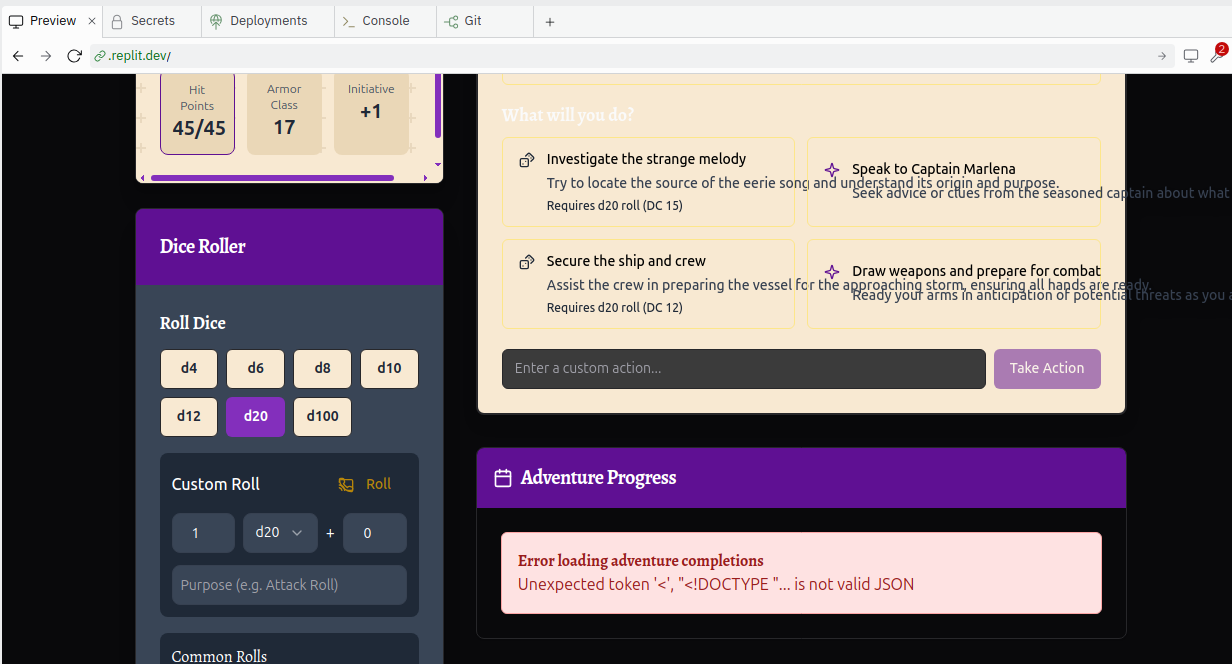 Preview
Secrets
Deployments
Console
Git
.replit.dev/
2
Hit
Points
45/45
Armor
Class
17
Initiative
+1
Dice Roller
Roll Dice
d4
d6
d8
d10
d12
d20
d100
Custom Roll
Roll
1
d20
+
0
Purpose (e.g. Attack Roll)
Common Rolls
What will you do?
Investigate the strange melody
Try to locate the source of the eerie song and understand its origin and purpose.
Requires d20 roll (DC 15)
Speak to Captain Marlena
Seek advice or clues from the seasoned captain about what
Secure the ship and crew
Assist the crew in preparing the vessel for the approaching storm, ensuring all hands are ready.
Requires d20 roll (DC 12)
Draw weapons and prepare for combat
Ready your arms in anticipation of potential threats as you a
Enter a custom action...
Take Action
Adventure Progress
Error loading adventure completions
Unexpected token '<', "<!DOCTYPE "... is not valid JSON